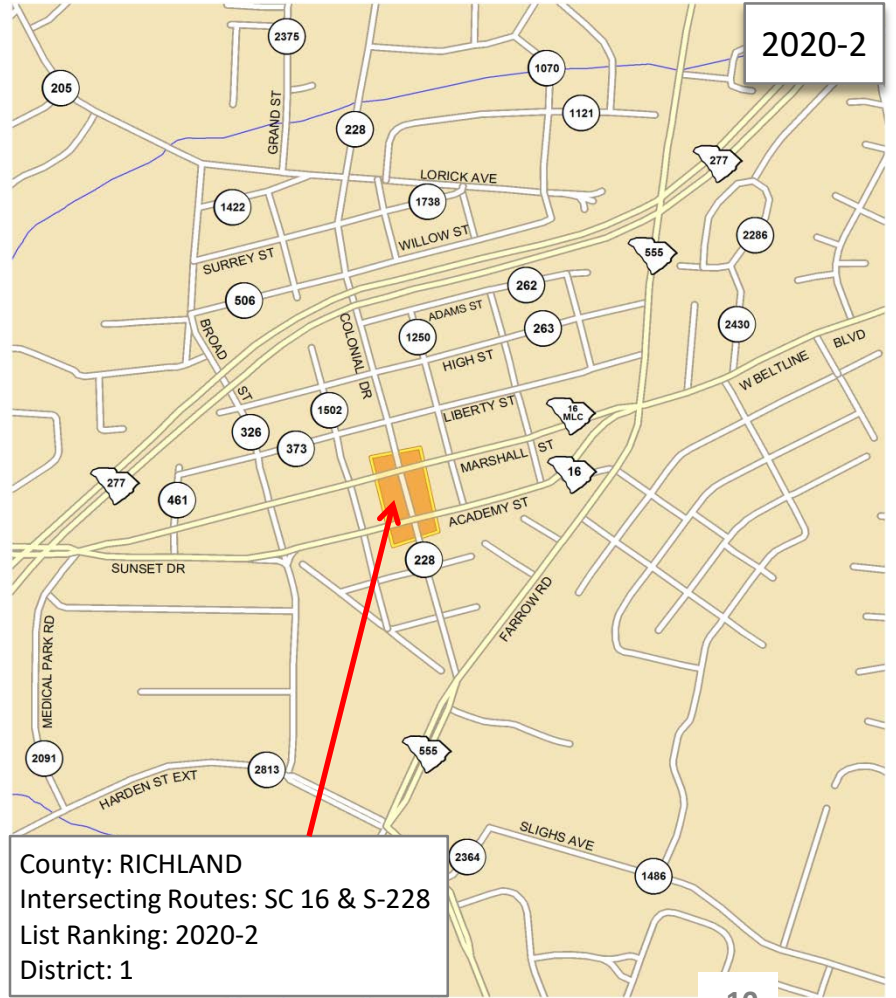 2020-2
2375
205
1070
GRAND ST
228
1121
277
LORICK AVE
1422
1738
2286
WILLOW ST
SURREY ST
555
506
262
ADAMS ST
BROAD ST
COLONIAL DR
1250
263
2430
HIGH ST
W BELTLINE BLVD
1502
LIBERTY ST
16
MLC
326
373
MARSHALL ST
16
277
461
ACADEMY ST
SUNSET DR
228
FARROW RD
MEDICAL PARK RD
555
2091
2813
HARDEN ST EXT
SLIGHS AVE
2364
1486
County: RICHLAND
Intersecting Routes: SC 16 & S-228
List Ranking: 2020-2
District: 1